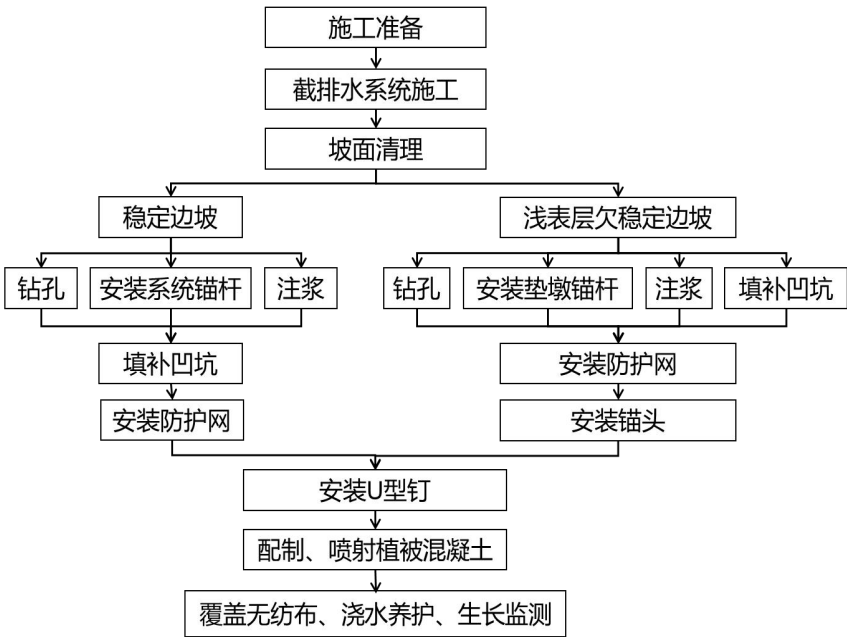 施工准备
截排水系统施工
坡面清理
稳定边坡
浅表层欠稳定边坡
钻孔
安装系统锚杆
注浆
钻孔
安装垫墩锚杆
注浆
填补凹坑
填补凹坑
安装防护网
安装防护网
安装锚头
安装U型钉
配制、喷射植被混凝土
覆盖无纺布、浇水养护、生长监测